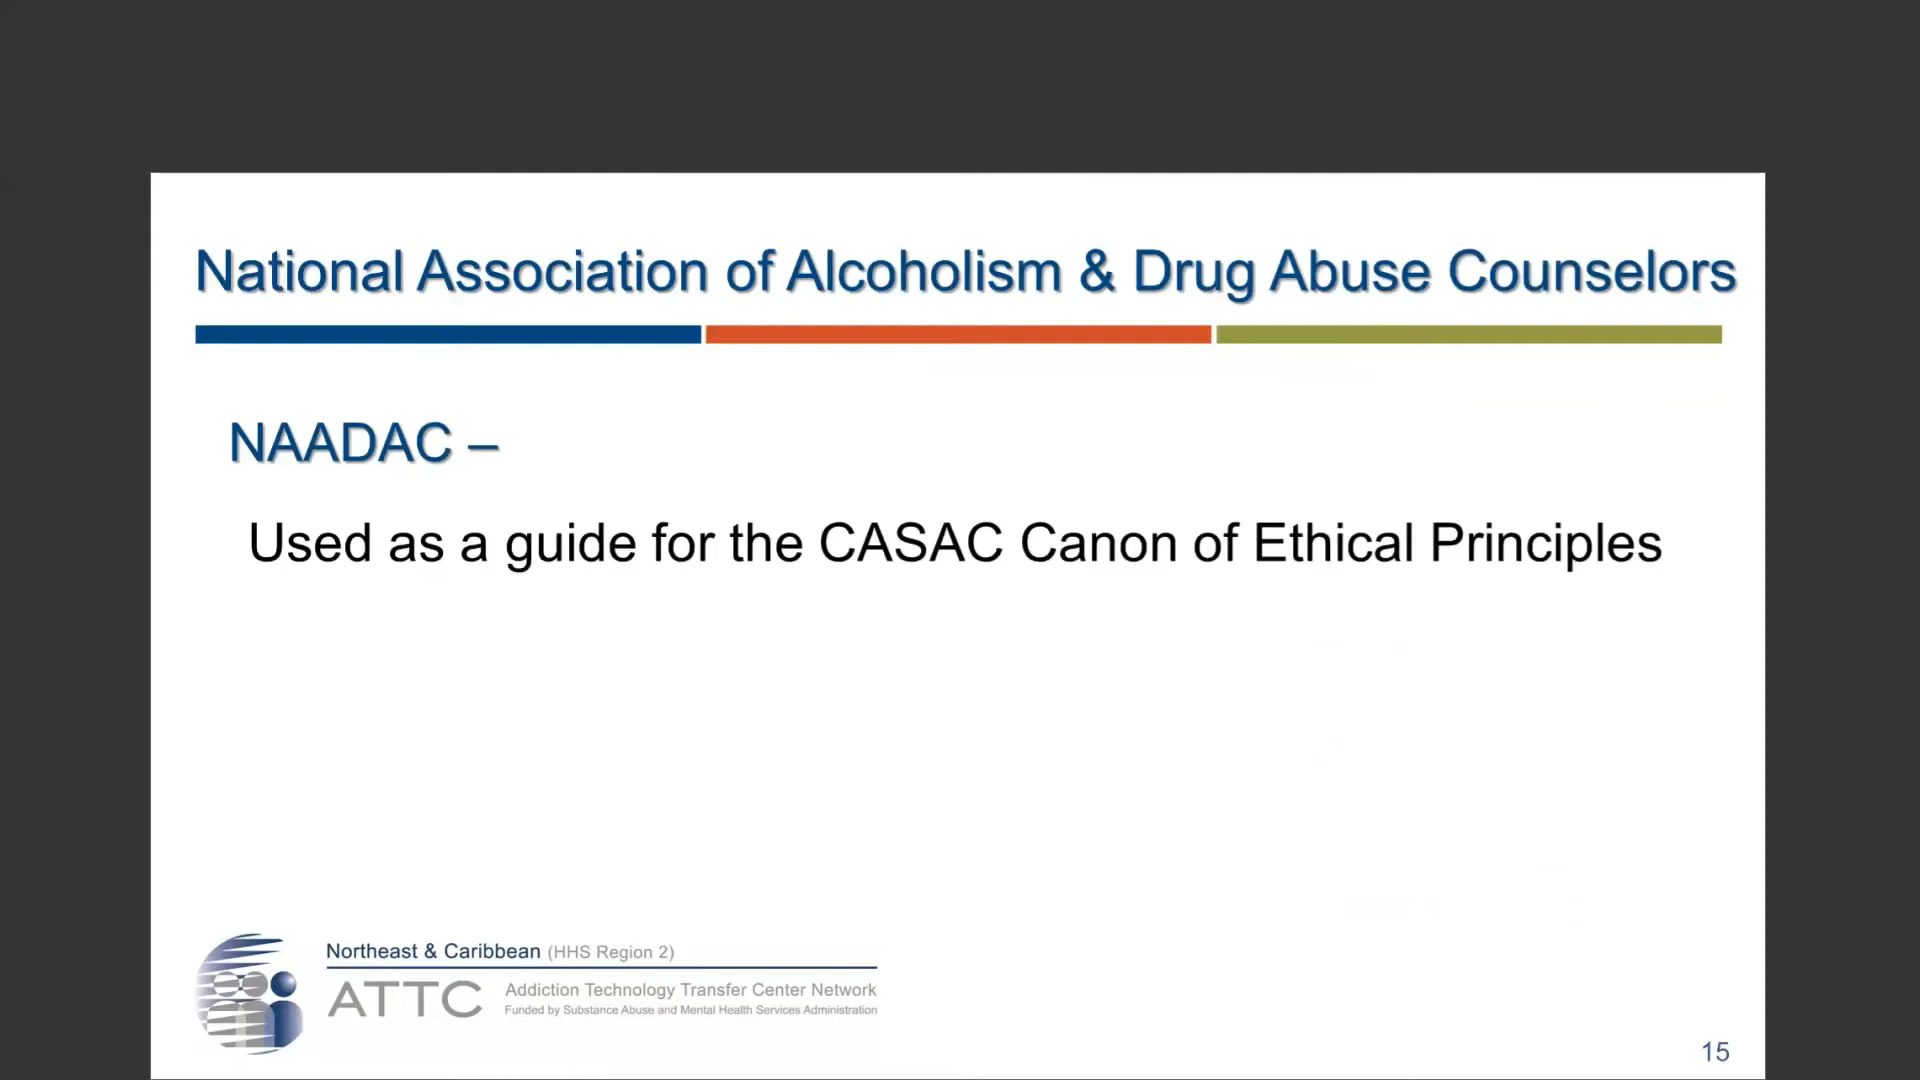 National Association of Alcoholism & Drug Abuse Counselors
NAADAC –
Used as a guide for the CASAC Canon of Ethical Principles
Northeast & Caribbean (HHS Region 2)
ATTC
Addiction Technology Transfer Center Network
Funded by Substance Abuse and Mental Health Services Administration
15